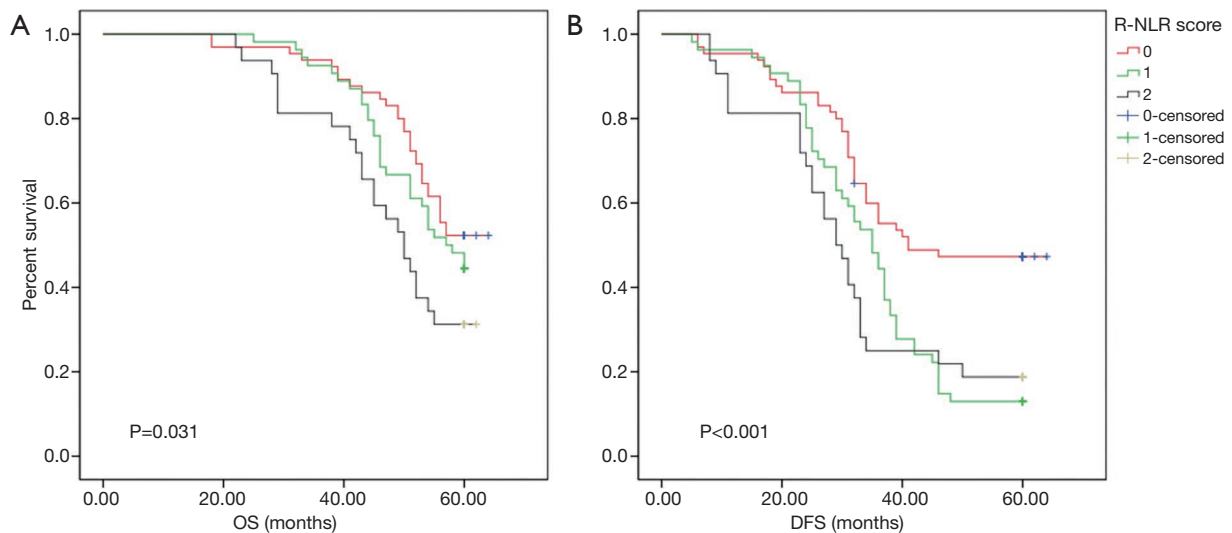 A
Percent survival
1.0
0.8
0.6
0.4
0.2
0.0
P=0.031
0.00 20.00 40.00 60.00
OS (months)
B
1.0
0.8
0.6
0.4
0.2
0.0
P<0.001
0.00 20.00 40.00 60.00
DFS (months)
R-NLR score
0
1
2
0-censored
1-censored
2-censored